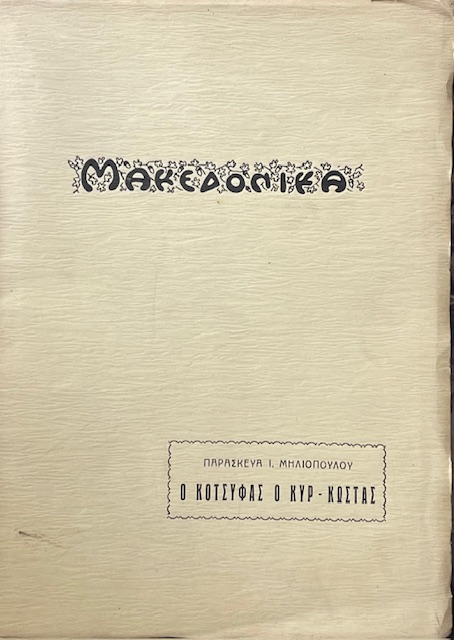 ΜΑΚΕΔΟΝΙΚΑ
ΠΑΡΑΣΚΕΥΑ Ι. ΜΗΛΙΟΠΟΥΛΟΥ
Ο ΚΟΤΣΥΦΑΣ Ο ΚΥΡ - ΚΩΣΤΑΣ